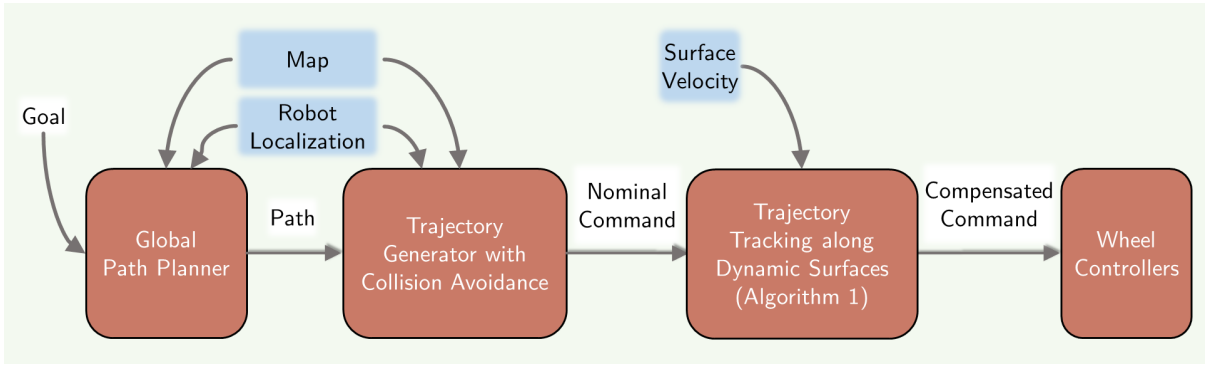 Goal
Map
Robot
Localization
Global
Path Planner
Path
Trajectory
Generator with
Collision Avoidance
Nominal
Command
Surface
Velocity
Trajectory
Tracking along
Dynamic Surfaces
(Algorithm 1)
Compensated
Command
Wheel
Controllers